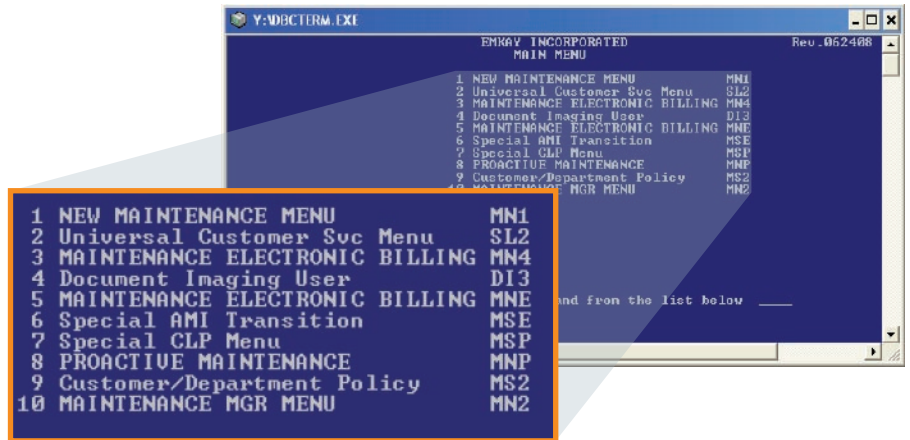 Y:\DBCTERM.EXE
EMKAY INCORPORATED Rev.062408
MAIN MENU
1 NEW MAINTENANCE MENU MN1
2 Universal Customer Svc Menu SL2
3 MAINTENANCE ELECTRONIC BILLING MN4
4 Document Imaging User DI3
5 MAINTENANCE ELECTRONIC BILLING MNE
6 Special AMI Transition MSE
7 Special CLP Menu MSP
8 PROACTIVE MAINTENANCE MNP
9 Customer/Department Policy MS2
10 MAINTENANCE MGR MENU MN2
from the list below ____
1 NEW MAINTENANCE MENU MN1
2 Universal Customer Svc Menu SL2
3 MAINTENANCE ELECTRONIC BILLING MN4
4 Document Imaging User DI3
5 MAINTENANCE ELECTRONIC BILLING MNE
6 Special AMI Transition MSE
7 Special CLP Menu MSP
8 PROACTIVE MAINTENANCE MNP
9 Customer/Department Policy MS2
10 MAINTENANCE MGR MENU MN2